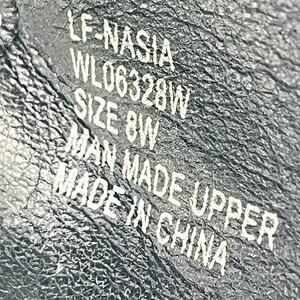 LF-NASIA
WL06328W
SIZE 8W
MAN MADE UPPER
MADE IN CHINA